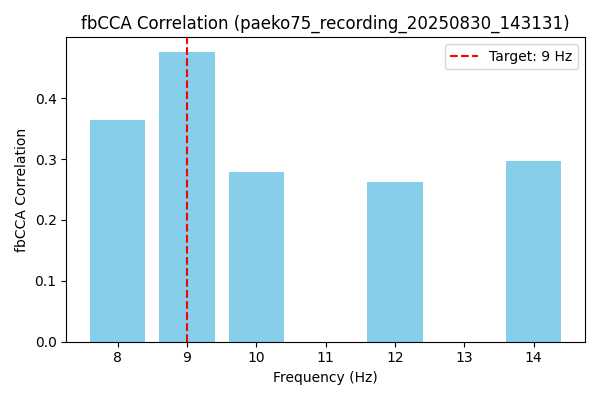 fbCCA Correlation (paeko75_recording_20250830_143131)
Target: 9 Hz
fbCCA Correlation
0.4
0.3
0.2
0.1
0.0
8 9 10 11 12 13 14
Frequency (Hz)